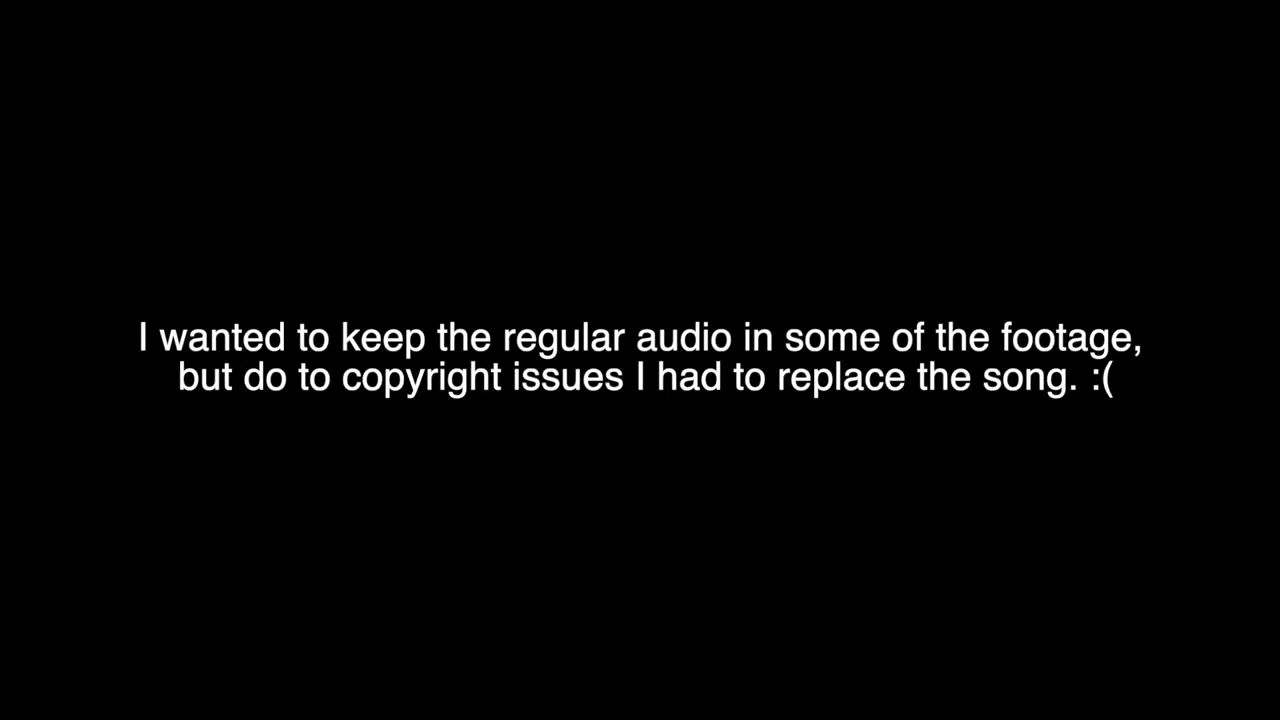 I wanted to keep the regular audio in some of the footage,
but do to copyright issues I had to replace the song. :(